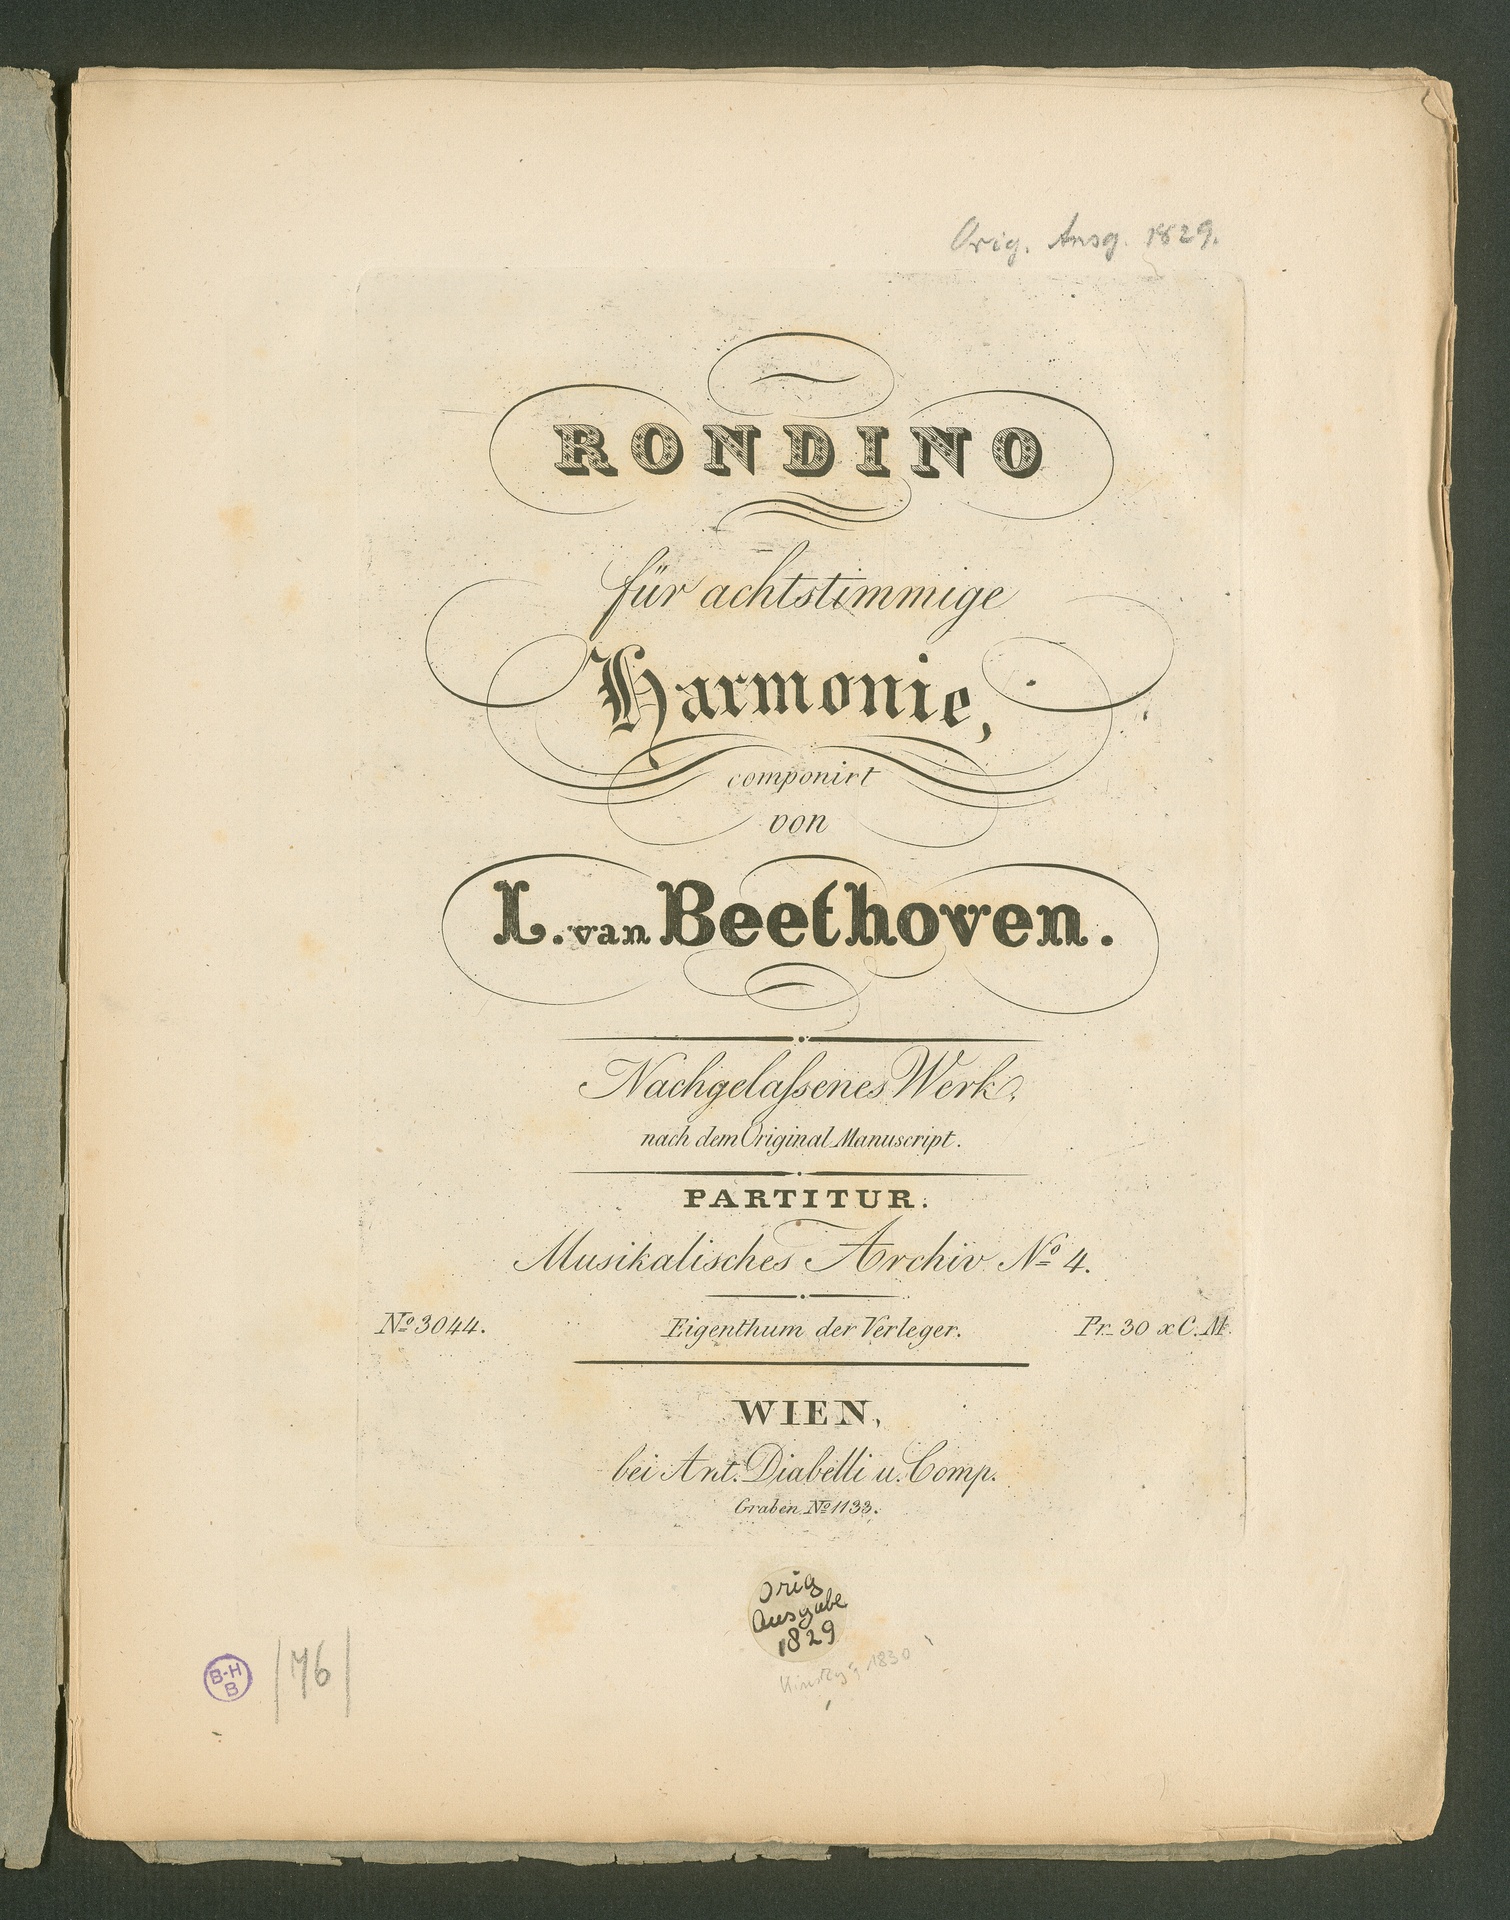 Orig. Ausg. 1829.
RONDINO
für achtstimmige
Harmonie,
componirt
von
L. van Beethoven.
Nachgelaſsenes Werk,
nach dem Original Manuscript.
PARTITUR.
Musikalisches Archiv No 4.
No 3044.
Eigenthum der Verleger.
Pr. 30 x C. M.
WIEN,
bei Ant. Diabelli u. Comp.
Graben No 1133.
Orig
Ausgabe
1829
1830
B-H
B
46